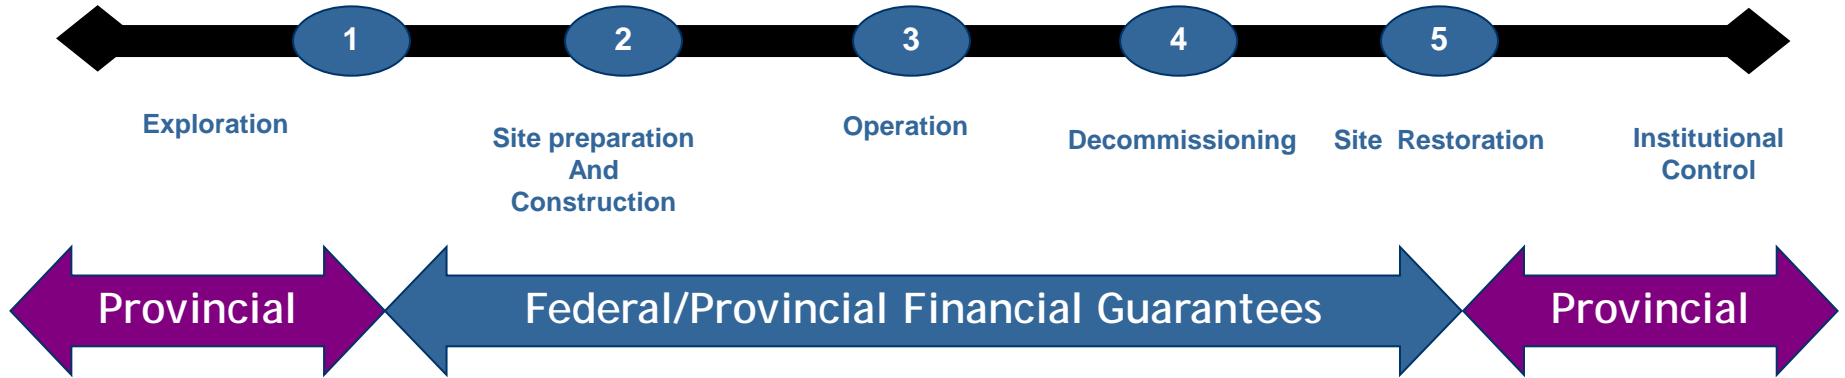 1 2 3 4 5
Exploration
Site preparation
And
Construction
Operation
Decommissioning
Site Restoration
Institutional
Control
Provincial
Federal/Provincial Financial Guarantees
Provincial